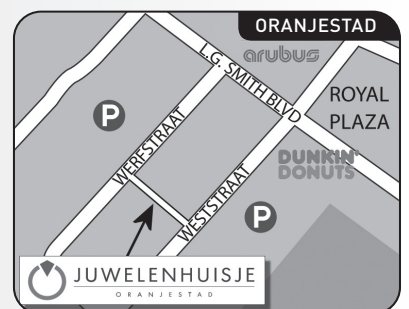 ORANJESTAD
arubus
L.G. SMITH BLVD
ROYAL
PLAZA
P
WERFSTRAAT
DUNKIN'
DONUTS
WESTSTRAAT
P
JUWELENHUISJE
ORANJESTAD